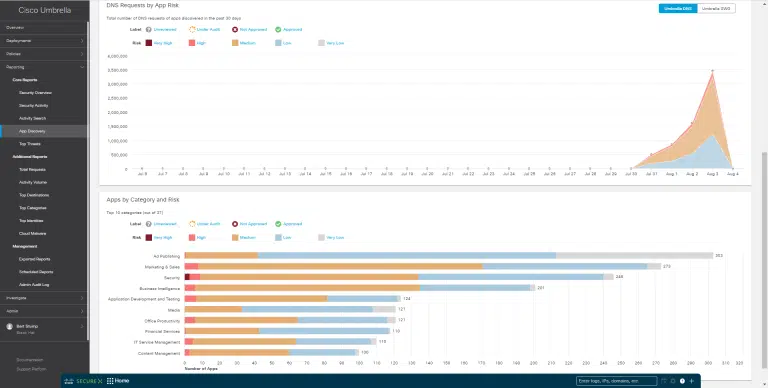 Cisco Umbrella
Overview
Deployments
Policies
Reporting
Core Reports
Security Overview
Security Activity
Activity Search
App Discovery
Top Threats
Additional Reports
Total Requests
Activity Volume
Top Destinations
Top Categories
Top Identities
Cloud Malware
Management
Exported Reports
Scheduled Reports
Admin Audit Log
Investigate
Admin
Documentation
Support Platform
DNS Requests by App Risk
Umbrella DNS Umbrella SWG
Total number of DNS requests of apps discovered in the past 30 days
Label Unreviewed Under Audit Not Approved Approved
Risk Very High High Medium Low Very Low
4,000,000
3,500,000
3,000,000
2,500,000
2,000,000
1,500,000
1,000,000
500,000
0
Jul 6 Jul 7 Jul 8 Jul 9 Jul 10 Jul 11 Jul 12 Jul 13 Jul 14 Jul 15 Jul 16 Jul 17 Jul 18 Jul 19 Jul 20 Jul 21 Jul 22 Jul 23 Jul 24 Jul 25 Jul 26 Jul 27 Jul 28 Jul 29 Jul 30 Jul 31 Aug 1 Aug 2 Aug 3 Aug 4
Apps by Category and Risk
Top 10 categories (out of 37)
Label Unreviewed Under Audit Not Approved Approved
Risk Very High High Medium Low Very Low
Ad Publishing 303
Marketing & Sales 273
Security 246
Business Intelligence 201
Application Development and Testing 124
Media 121
Office Productivity 121
Financial Services 118
IT Service Management 110
Content Management 100
0 10 20 30 40 50 60 70 80 90 100 110 120 130 140 150 160 170 180 190 200 210 220 230 240 250 260 270 280 290 300 310 320
Number of Apps
SECURE X Home
Enter logs, IPs, domains, etc